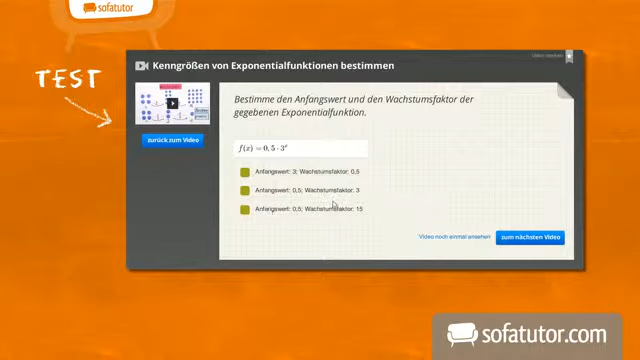 sofatutor
TEST
Kenngrößen von Exponentialfunktionen bestimmen
Video merken
Bestimme den Anfangswert und den Wachstumsfaktor der
gegebenen Exponentialfunktion.
zurück zum Video
f(x) = 0,5 · 3^x
Anfangswert: 3; Wachstumsfaktor: 0,5
Anfangswert: 0,5; Wachstumsfaktor: 3
Anfangswert: 0,5; Wachstumsfaktor: 15
Video noch einmal ansehen
zum nächsten Video
sofatutor.com